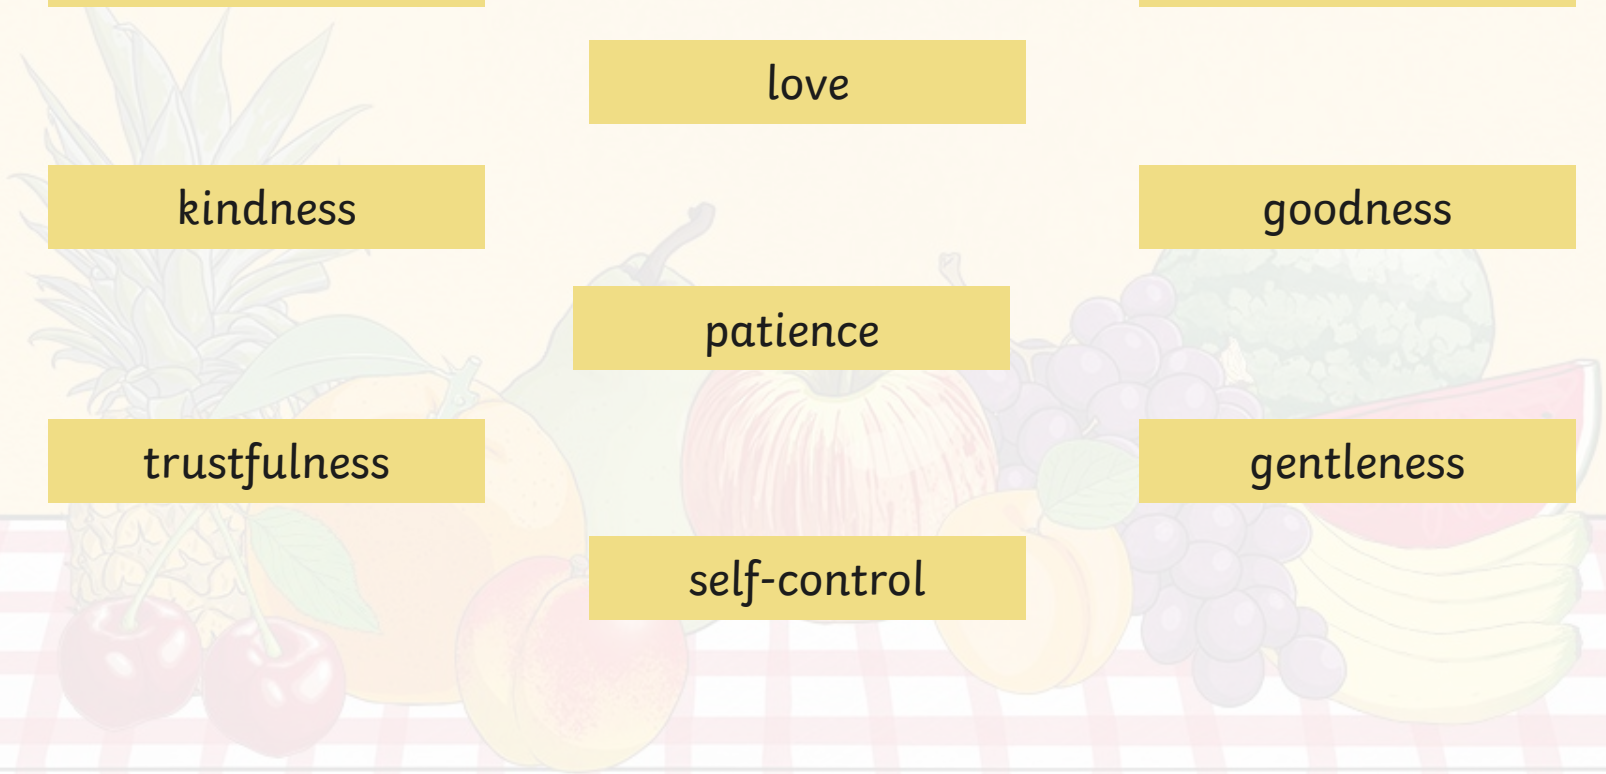 love
kindness
goodness
patience
trustfulness
gentleness
self-control